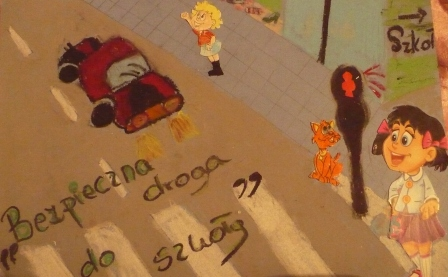 →
Szkoł
„Bezpieczna
droga
do szkoły”